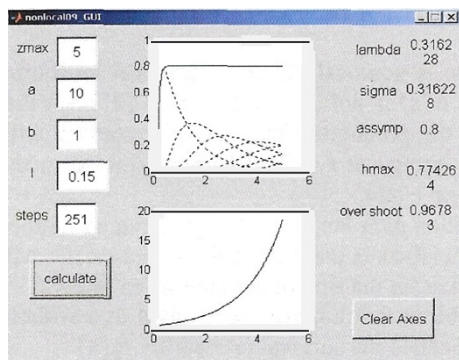 nonlocal09_GUI
zmax 5
a 10
b 1
l 0.15
steps 251
calculate
1
0.8
0.6
0.4
0.2
0
0 2 4 6
20
15
10
5
0
0 2 4 6
lambda 0.3162
28
sigma 0.31622
8
assymp 0.8
hmax 0.77426
4
over shoot 0.9678
3
Clear Axes